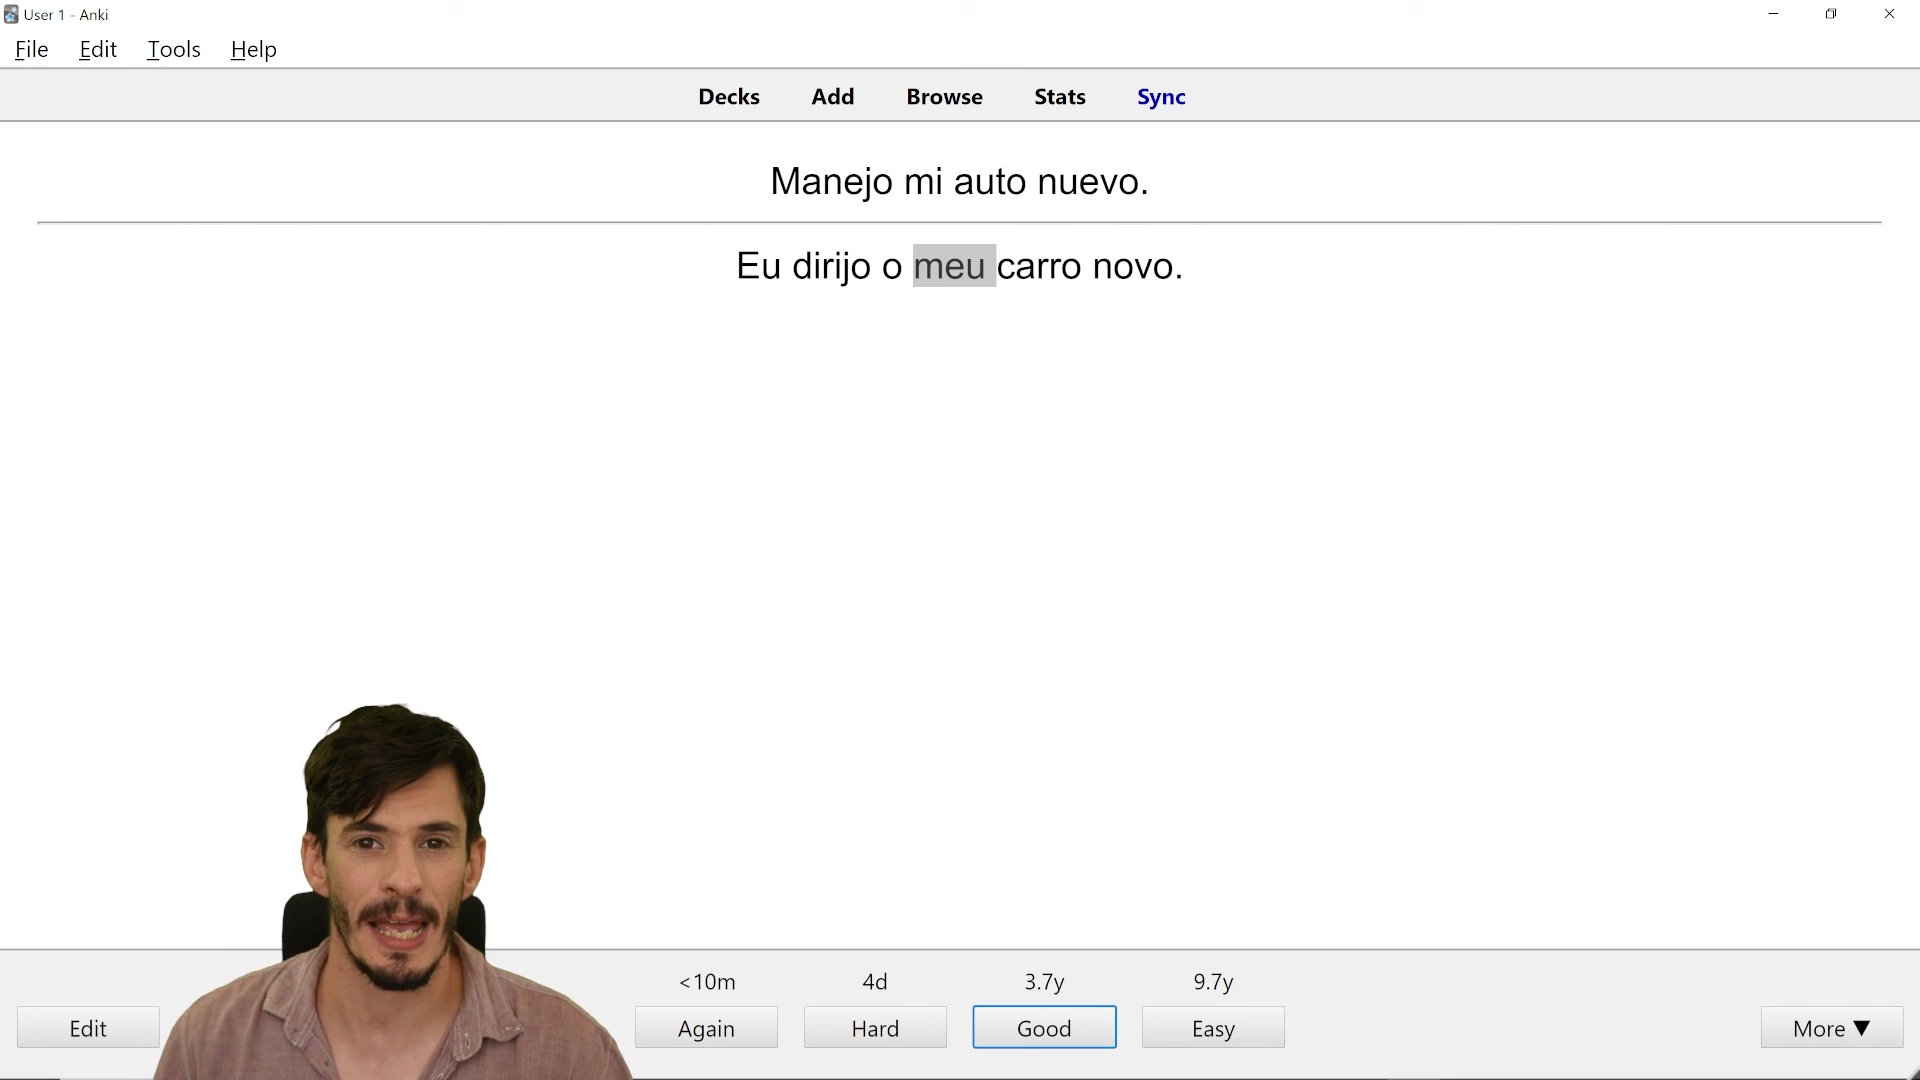 User 1 - Anki
File Edit Tools Help
Decks Add Browse Stats Sync
Manejo mi auto nuevo.
Eu dirijo o meu carro novo.
<10m 4d 3.7y 9.7y
Edit Again Hard Good Easy More ▼